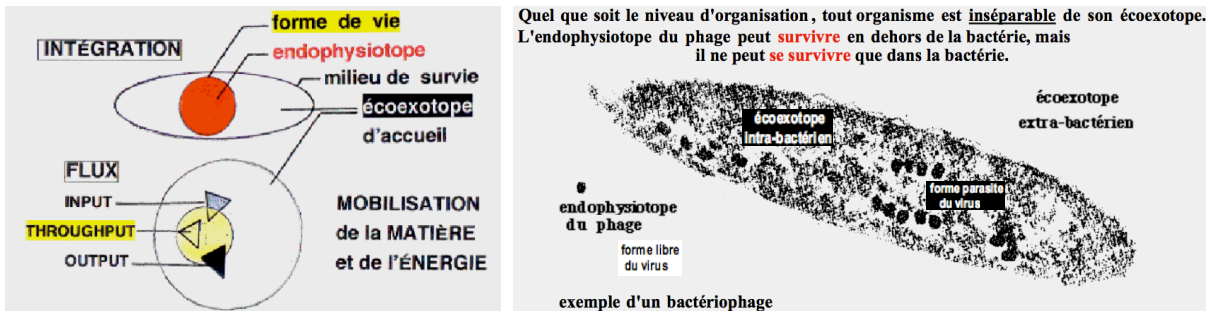 forme de vie
INTÉGRATION
endophysiotope
milieu de survie
écoexotope
d'accueil
FLUX
INPUT
THROUGHPUT
OUTPUT
MOBILISATION
de la MATIÈRE
et de l'ÉNERGIE
Quel que soit le niveau d'organisation, tout organisme est inséparable de son écoexotope.
L'endophysiotope du phage peut survivre en dehors de la bactérie, mais
il ne peut se survivre que dans la bactérie.
écoexotope
intra-bactérien
écoexotope
extra-bactérien
forme parasite
du virus
endophysiotope
du phage
forme libre
du virus
exemple d'un bactériophage